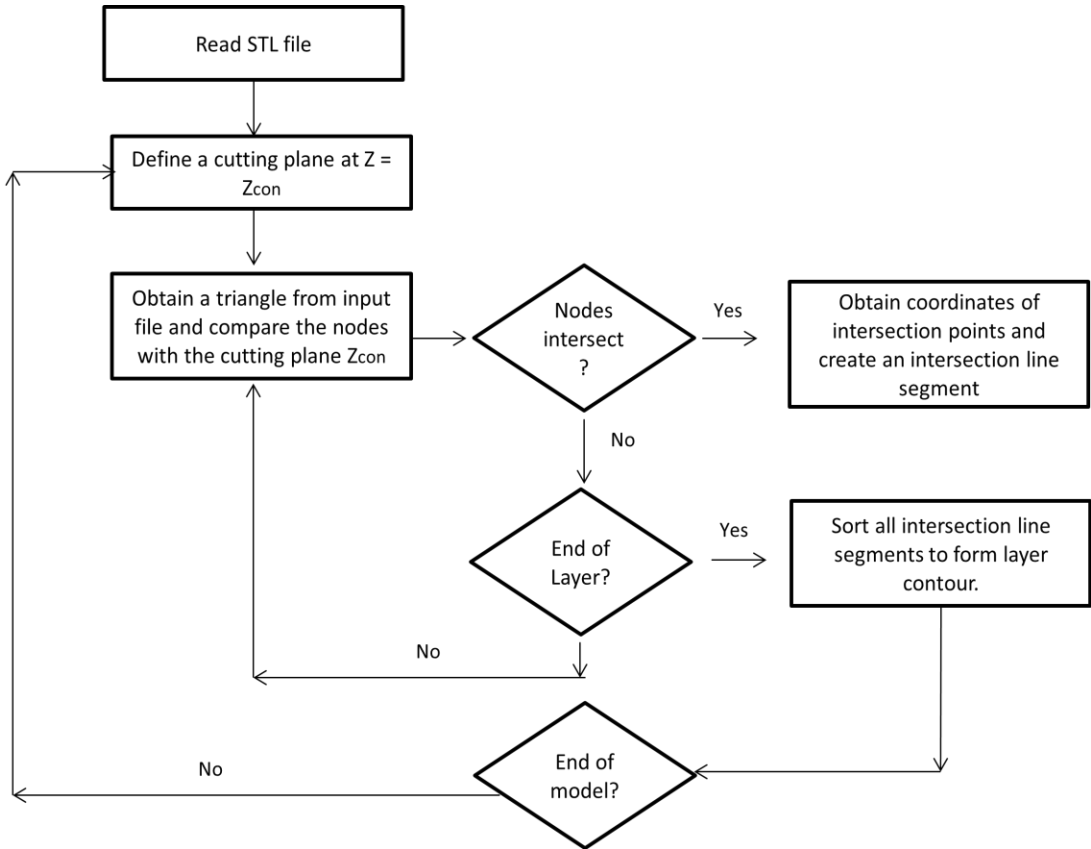 Read STL file
Define a cutting plane at Z =
Zcon
Obtain a triangle from input
file and compare the nodes
with the cutting plane Zcon
Nodes
intersect
?
Yes
Obtain coordinates of
intersection points and
create an intersection line
segment
No
End of
Layer?
Yes
Sort all intersection line
segments to form layer
contour.
No
End of
model?
No